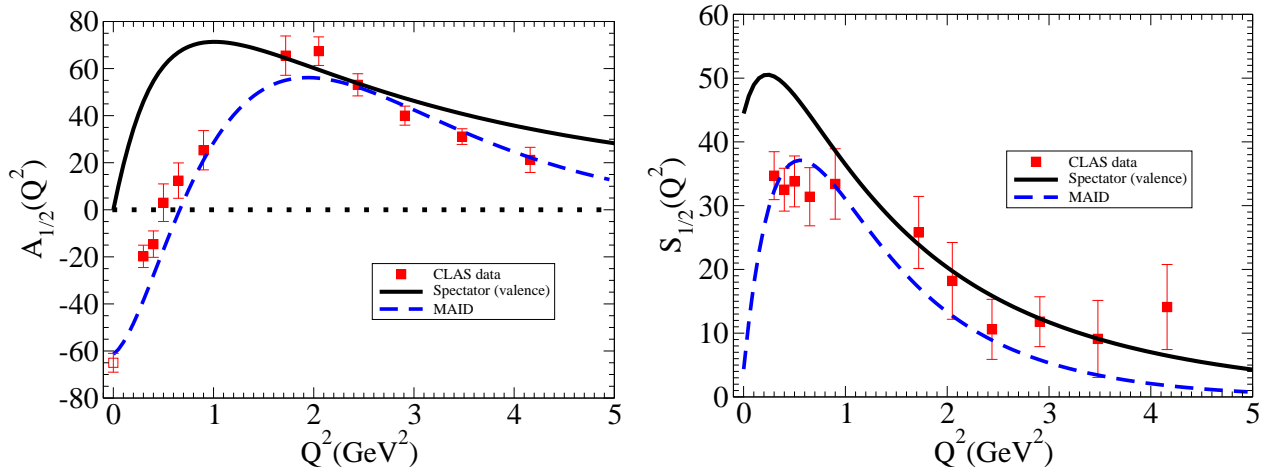 80
60
40
20
0
-20
-40
-60
-80
A1/2(Q²)
0 1 2 3 4 5
Q²(GeV²)
CLAS data
Spectator (valence)
MAID
60
50
40
30
20
10
0
S1/2(Q²)
0 1 2 3 4 5
Q²(GeV²)
CLAS data
Spectator (valence)
MAID